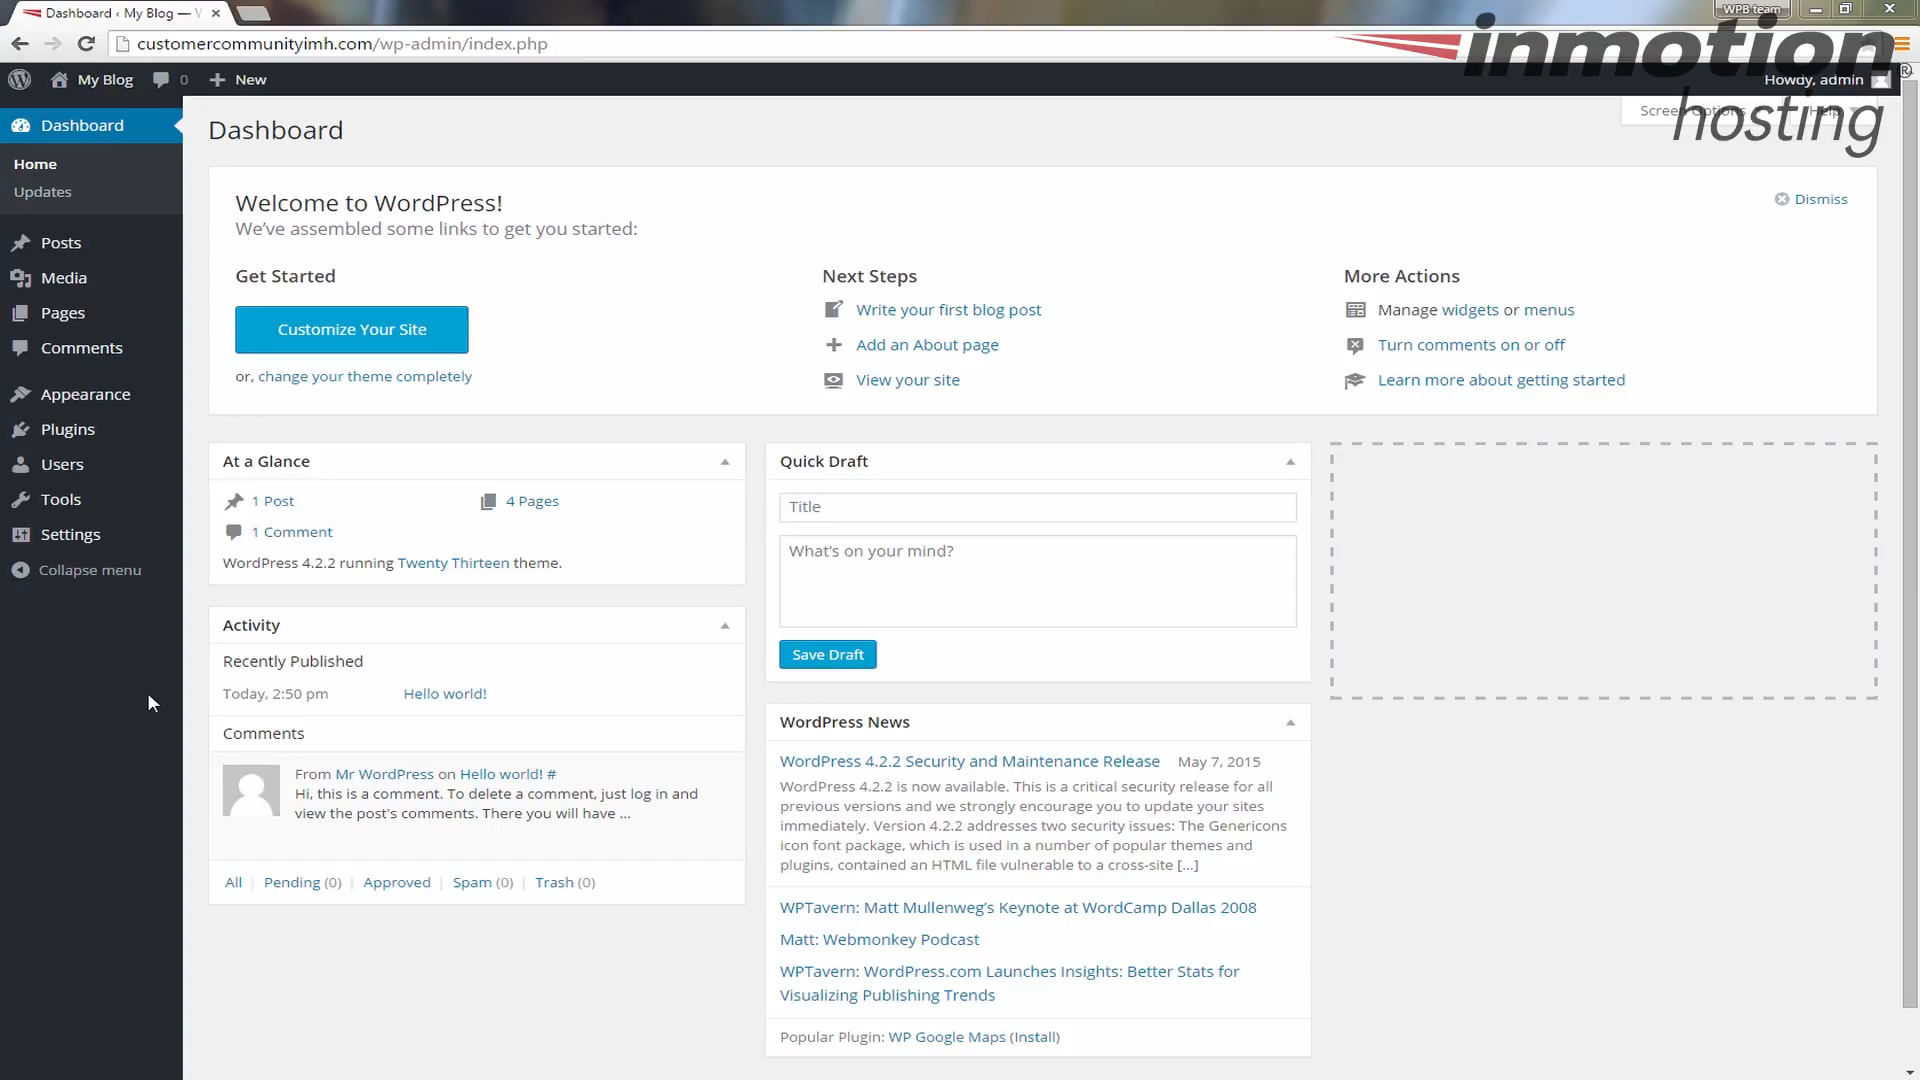 Dashboard ‹ My Blog — V
WPB team
customercommunityimh.com/wp-admin/index.php
inmotion®
hosting
My Blog 0 New
Howdy, admin
Screen Options Help
Dashboard
Home
Updates
Posts
Media
Pages
Comments
Appearance
Plugins
Users
Tools
Settings
Collapse menu
Dashboard
Welcome to WordPress!
Dismiss
We've assembled some links to get you started:
Get Started
Customize Your Site
or, change your theme completely
Next Steps
Write your first blog post
Add an About page
View your site
More Actions
Manage widgets or menus
Turn comments on or off
Learn more about getting started
At a Glance
1 Post 4 Pages
1 Comment
WordPress 4.2.2 running Twenty Thirteen theme.
Activity
Recently Published
Today, 2:50 pm Hello world!
Comments
From Mr WordPress on Hello world! #
Hi, this is a comment. To delete a comment, just log in and
view the post's comments. There you will have ...
All | Pending (0) | Approved | Spam (0) | Trash (0)
Quick Draft
Title
What's on your mind?
Save Draft
WordPress News
WordPress 4.2.2 Security and Maintenance Release May 7, 2015
WordPress 4.2.2 is now available. This is a critical security release for all
previous versions and we strongly encourage you to update your sites
immediately. Version 4.2.2 addresses two security issues: The Genericons
icon font package, which is used in a number of popular themes and
plugins, contained an HTML file vulnerable to a cross-site [...]
WPTavern: Matt Mullenweg's Keynote at WordCamp Dallas 2008
Matt: Webmonkey Podcast
WPTavern: WordPress.com Launches Insights: Better Stats for
Visualizing Publishing Trends
Popular Plugin: WP Google Maps (Install)